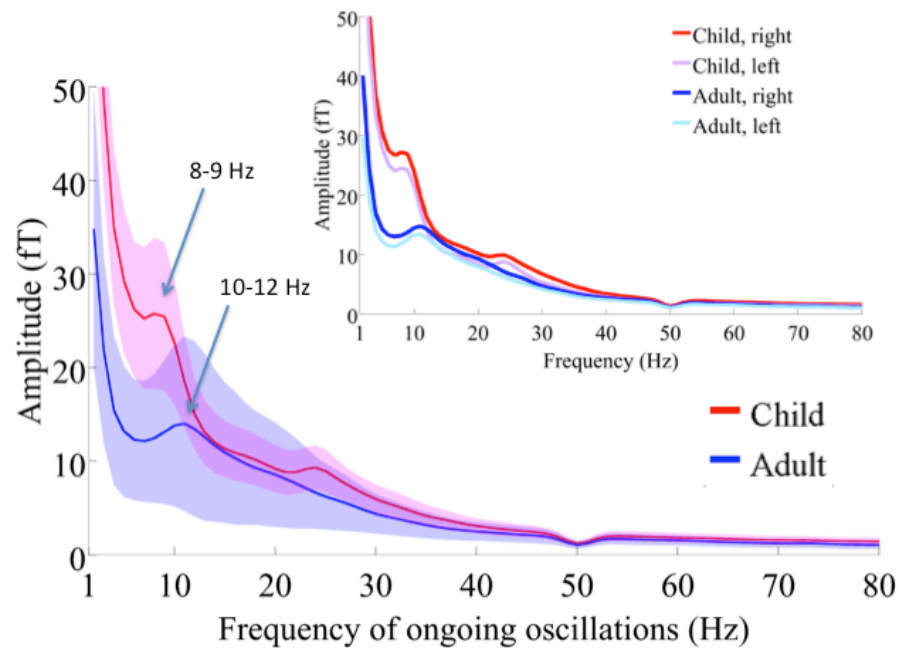 50
40
30
20
10
0
Amplitude (fT)
1 10 20 30 40 50 60 70 80
Frequency (Hz)
Child, right
Child, left
Adult, right
Adult, left
50
40
30
20
10
0
Amplitude (fT)
8-9 Hz
10-12 Hz
Child
Adult
1 10 20 30 40 50 60 70 80
Frequency of ongoing oscillations (Hz)